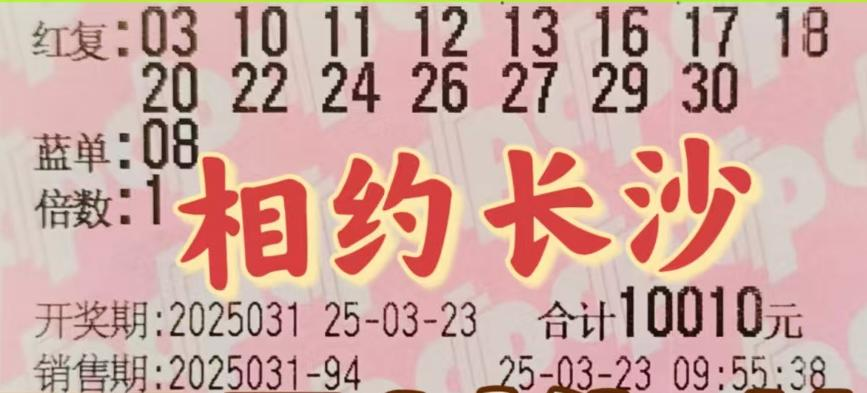 红复:03 10 11 12 13 16 17 18
20 22 24 26 27 29 30
蓝单:08
倍数:1
相约长沙
开奖期:2025031 25-03-23 合计10010元
销售期:2025031-94 25-03-23 09:55:38